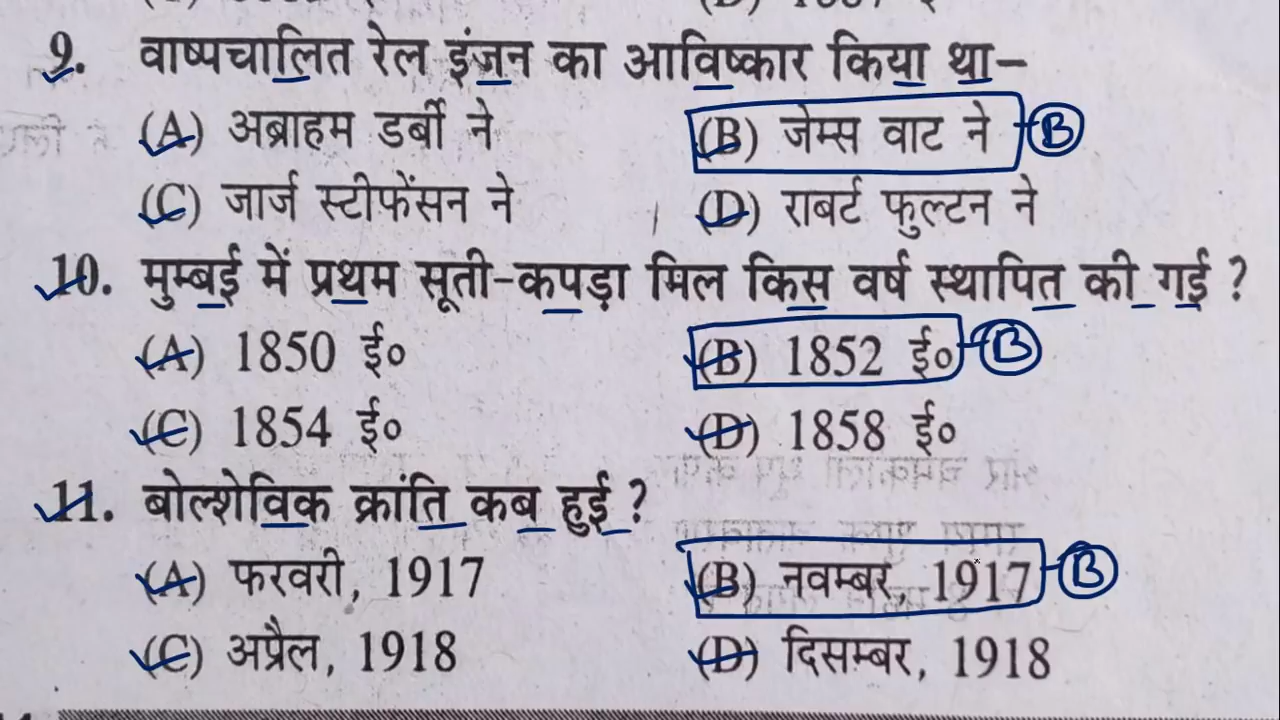 9. वाष्पचालित रेल इंजन का आविष्कार किया था–
(A) अब्राहम डर्बी ने (B) जेम्स वाट ने B
(C) जार्ज स्टीफेंसन ने (D) राबर्ट फुल्टन ने
10. मुम्बई में प्रथम सूती-कपड़ा मिल किस वर्ष स्थापित की गई ?
(A) 1850 ई० (B) 1852 ई० B
(C) 1854 ई० (D) 1858 ई०
11. बोल्शेविक क्रांति कब हुई ?
(A) फरवरी, 1917 (B) नवम्बर, 1917 B
(C) अप्रैल, 1918 (D) दिसम्बर, 1918